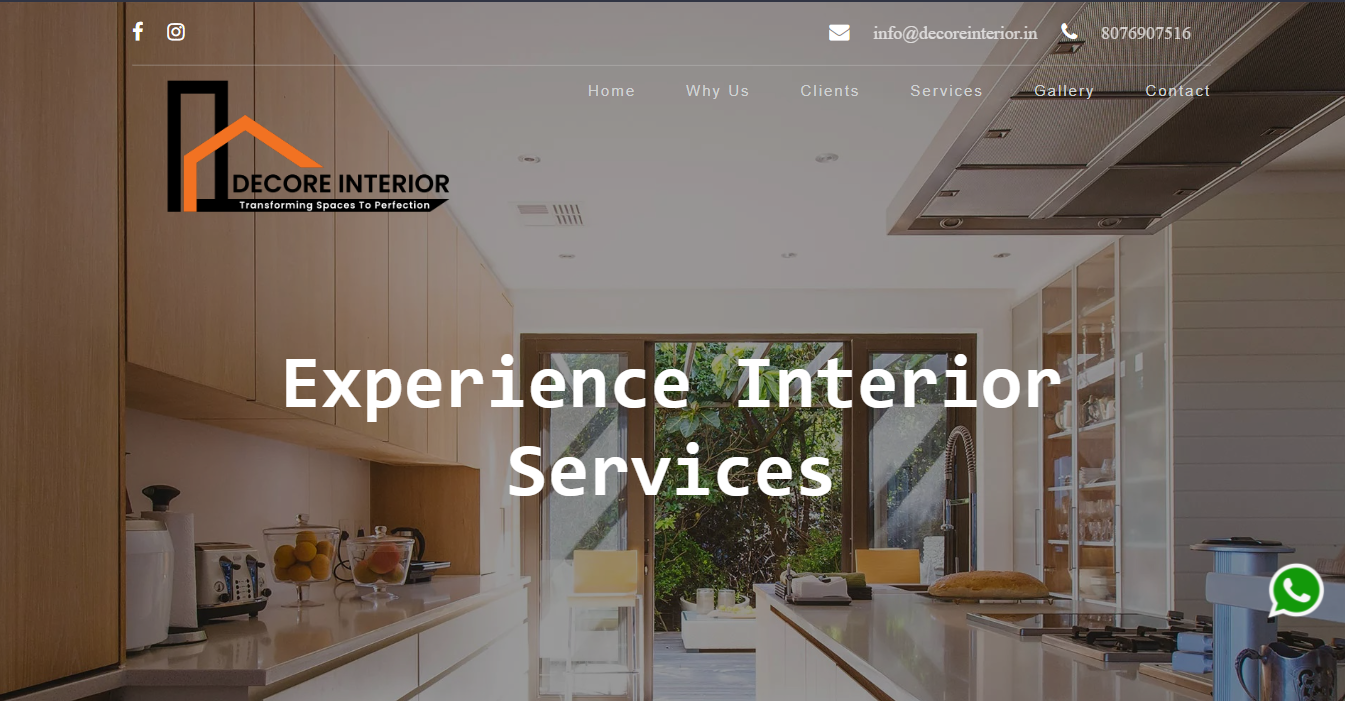 info@decoreinterior.in
8076907516
Home Why Us Clients Services Gallery Contact
DECORE INTERIOR
Transforming Spaces To Perfection
Experience Interior
Services